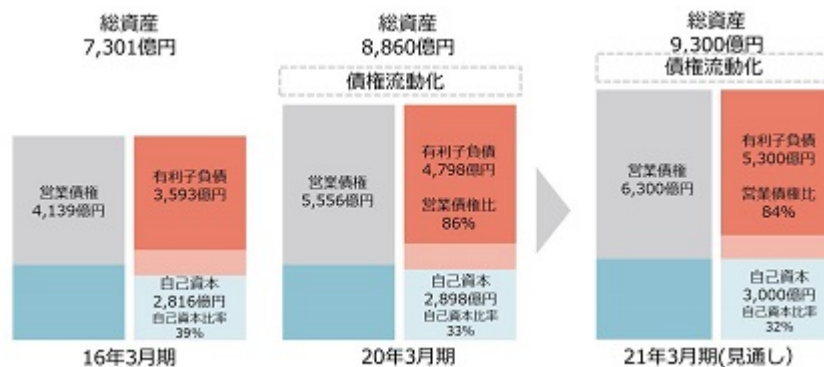 総資産
7,301億円
営業債権
4,139億円
有利子負債
3,593億円
自己資本
2,816億円
自己資本比率
39%
16年3月期
総資産
8,860億円
債権流動化
営業債権
5,556億円
有利子負債
4,798億円
営業債権比
86%
自己資本
2,898億円
自己資本比率
33%
20年3月期
総資産
9,300億円
債権流動化
営業債権
6,300億円
有利子負債
5,300億円
営業債権比
84%
自己資本
3,000億円
自己資本比率
32%
21年3月期(見通し)